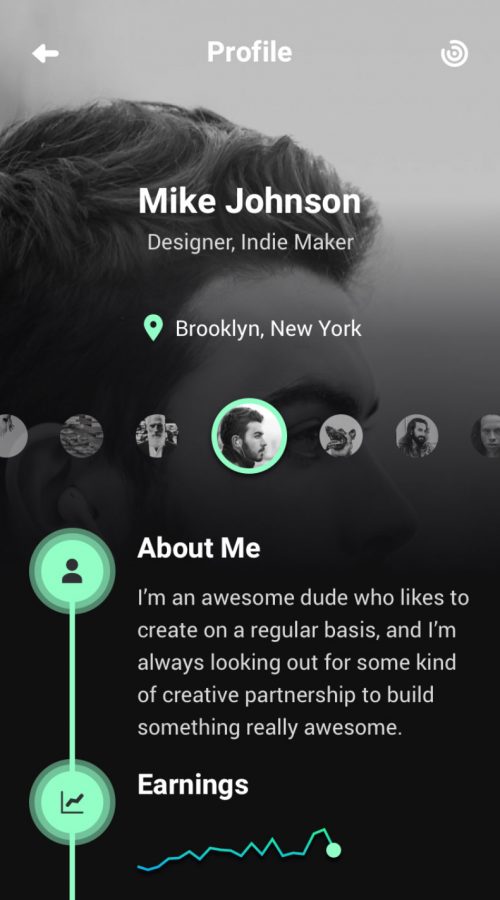 Profile
Mike Johnson
Designer, Indie Maker
Brooklyn, New York
About Me
I’m an awesome dude who likes to
create on a regular basis, and I’m
always looking out for some kind
of creative partnership to build
something really awesome.
Earnings